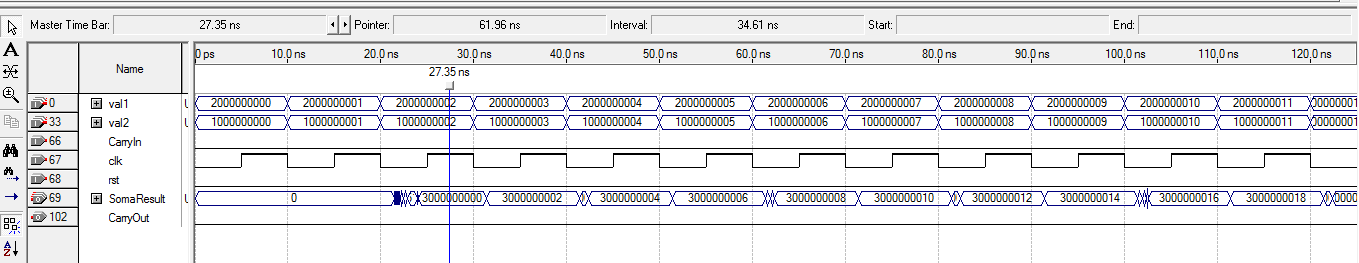 Master Time Bar: 27.35 ns Pointer: 61.96 ns Interval: 34.61 ns Start: End:
A
Name
0 ps 10.0 ns 20.0 ns 30.0 ns 40.0 ns 50.0 ns 60.0 ns 70.0 ns 80.0 ns 90.0 ns 100.0 ns 110.0 ns 120.0 ns
27.35 ns
0 val1 U 2000000000 2000000001 2000000002 2000000003 2000000004 2000000005 2000000006 2000000007 2000000008 2000000009 2000000010 2000000011
33 val2 U 1000000000 1000000001 1000000002 1000000003 1000000004 1000000005 1000000006 1000000007 1000000008 1000000009 1000000010 1000000011
66 CarryIn
67 clk
68 rst
69 SomaResult U 0 3000000000 3000000002 3000000004 3000000006 3000000008 3000000010 3000000012 3000000014 3000000016 3000000018
102 CarryOut
A
Z